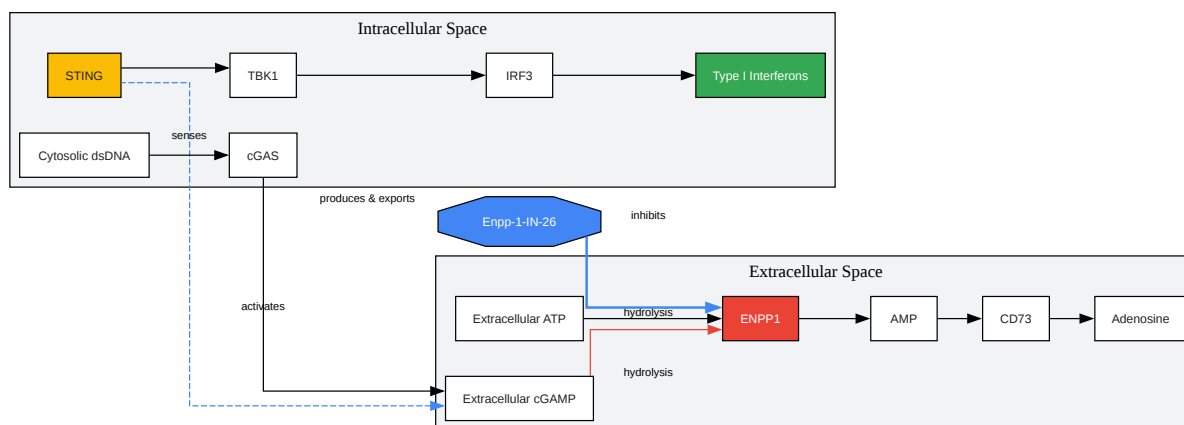 Intracellular Space
STING
TBK1
IRF3
Type I Interferons
senses
Cytosolic dsDNA
cGAS
produces & exports
Enpp-1-IN-26
inhibits
Extracellular Space
activates
Extracellular ATP
hydrolysis
ENPP1
AMP
CD73
Adenosine
hydrolysis
Extracellular cGAMP